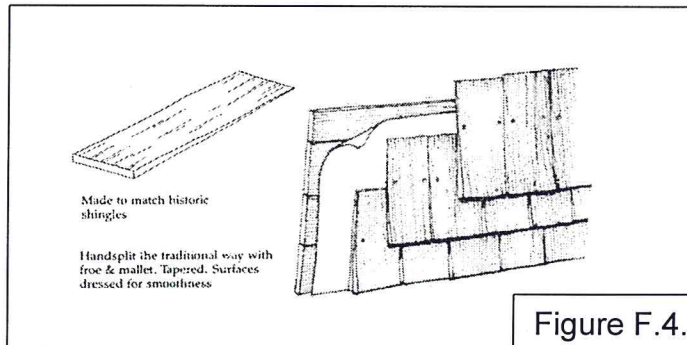 Made to match historic
shingles
Handsplit the traditional way with
froe & mallet. Tapered. Surfaces
dressed for smoothness
Figure F.4.